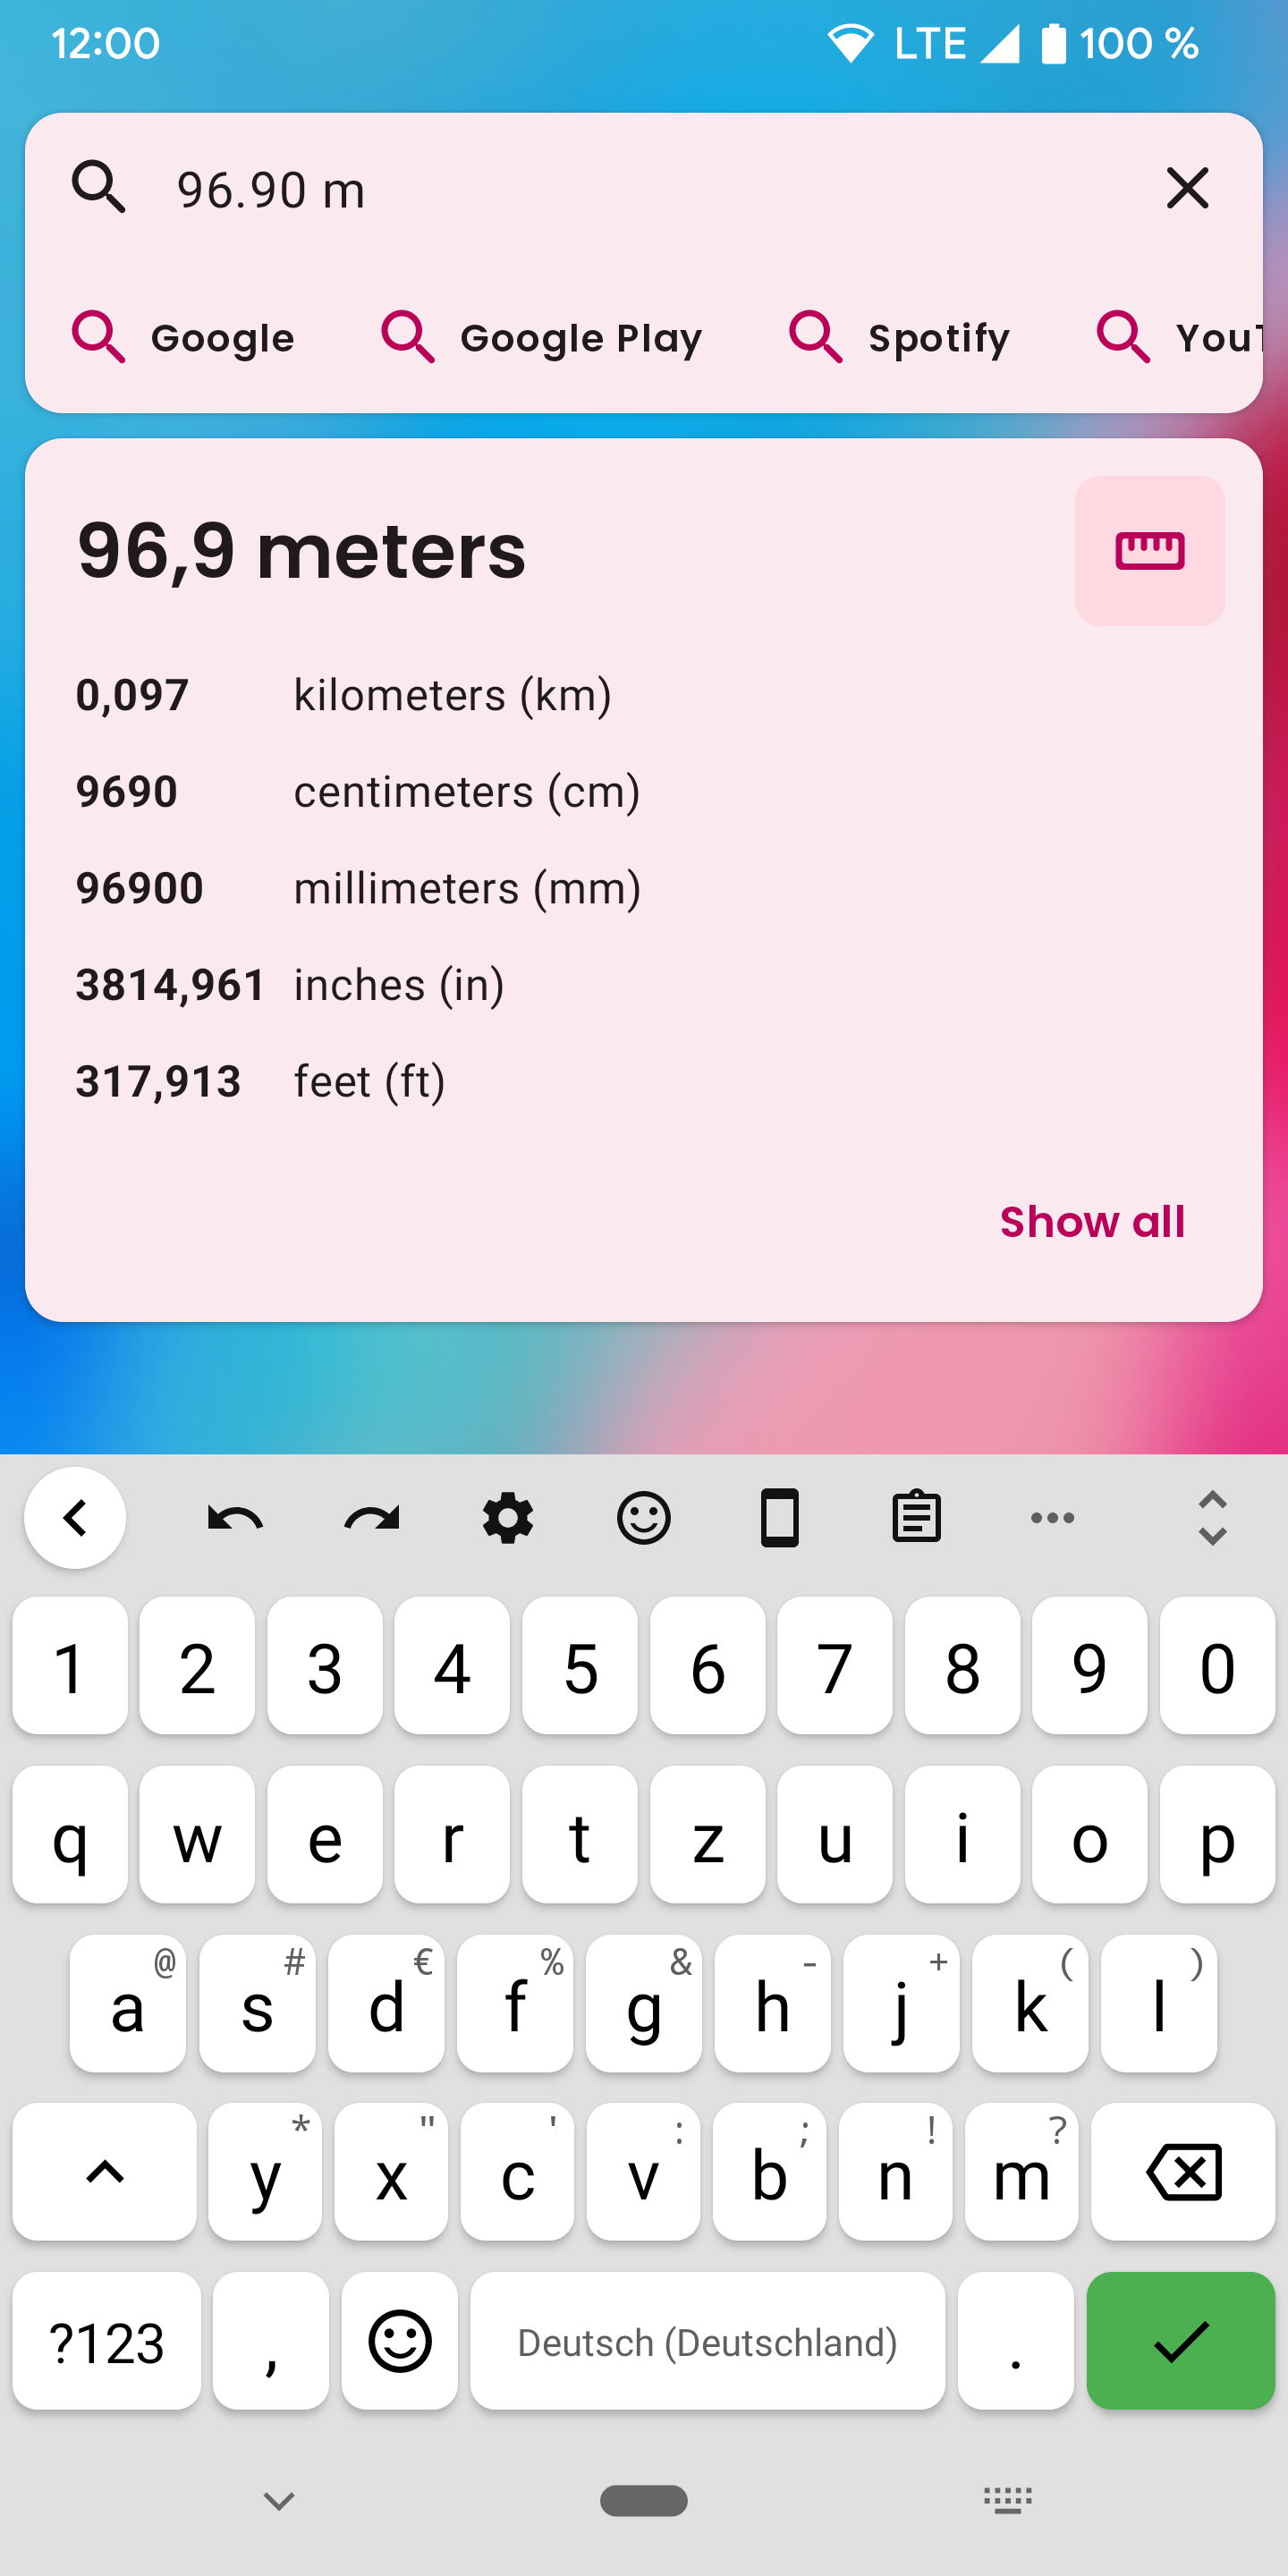 12:00 LTE 100 %
96.90 m
Google Google Play Spotify
96,9 meters
0,097 kilometers (km)
9690 centimeters (cm)
96900 millimeters (mm)
3814,961 inches (in)
317,913 feet (ft)
Show all
1 2 3 4 5 6 7 8 9 0
q w e r t z u i o p
@ # € % & - + ( )
a s d f g h j k l
* " ' : ; ! ?
y x c v b n m
?123 , Deutsch (Deutschland) .